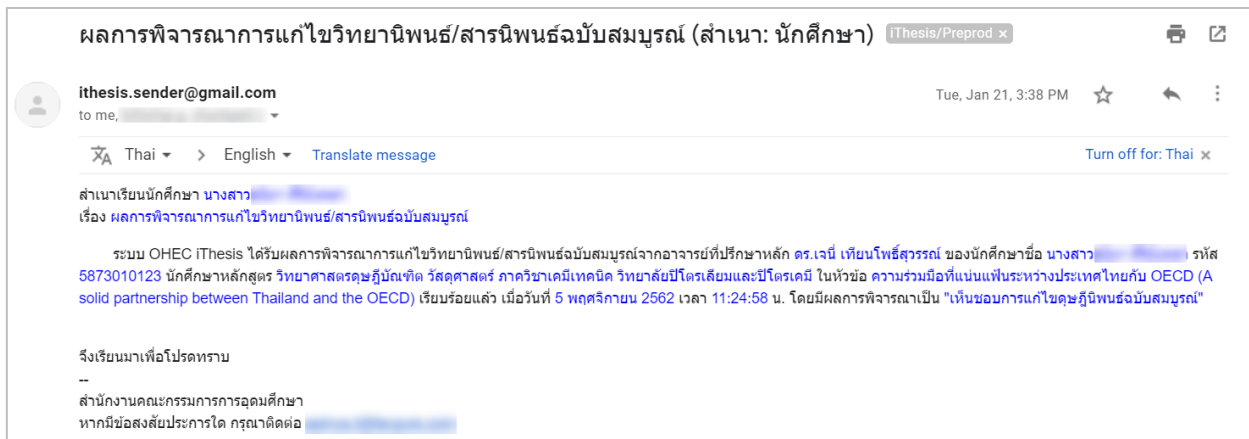 ผลการพิจารณาการแก้ไขวิทยานิพนธ์/สารนิพนธ์ฉบับสมบูรณ์ (สำเนา: นักศึกษา) iThesis/Preprod ×
ithesis.sender@gmail.com Tue, Jan 21, 3:38 PM
to me,
Thai > English Translate message Turn off for: Thai ×
สำเนาเรียนนักศึกษา นางสาว
เรื่อง ผลการพิจารณาการแก้ไขวิทยานิพนธ์/สารนิพนธ์ฉบับสมบูรณ์
ระบบ OHEC iThesis ได้รับผลการพิจารณาการแก้ไขวิทยานิพนธ์/สารนิพนธ์ฉบับสมบูรณ์จากอาจารย์ที่ปรึกษาหลัก ดร.เจนี่ เทียนโพธิ์สุวรรณ์ ของนักศึกษาชื่อ นางสาว รหัส
5873010123 นักศึกษาหลักสูตร วิทยาศาสตรดุษฎีบัณฑิต วัสดุศาสตร์ ภาควิชาเคมีเทคนิค วิทยาลัยปิโตรเลียมและปิโตรเคมี ในหัวข้อ ความร่วมมือที่แน่นแฟ้นระหว่างประเทศไทยกับ OECD (A
solid partnership between Thailand and the OECD) เรียบร้อยแล้ว เมื่อวันที่ 5 พฤศจิกายน 2562 เวลา 11:24:58 น. โดยมีผลการพิจารณาเป็น "เห็นชอบการแก้ไขดุษฎีนิพนธ์ฉบับสมบูรณ์"
จึงเรียนมาเพื่อโปรดทราบ
--
สำนักงานคณะกรรมการการอุดมศึกษา
หากมีข้อสงสัยประการใด กรุณาติดต่อ